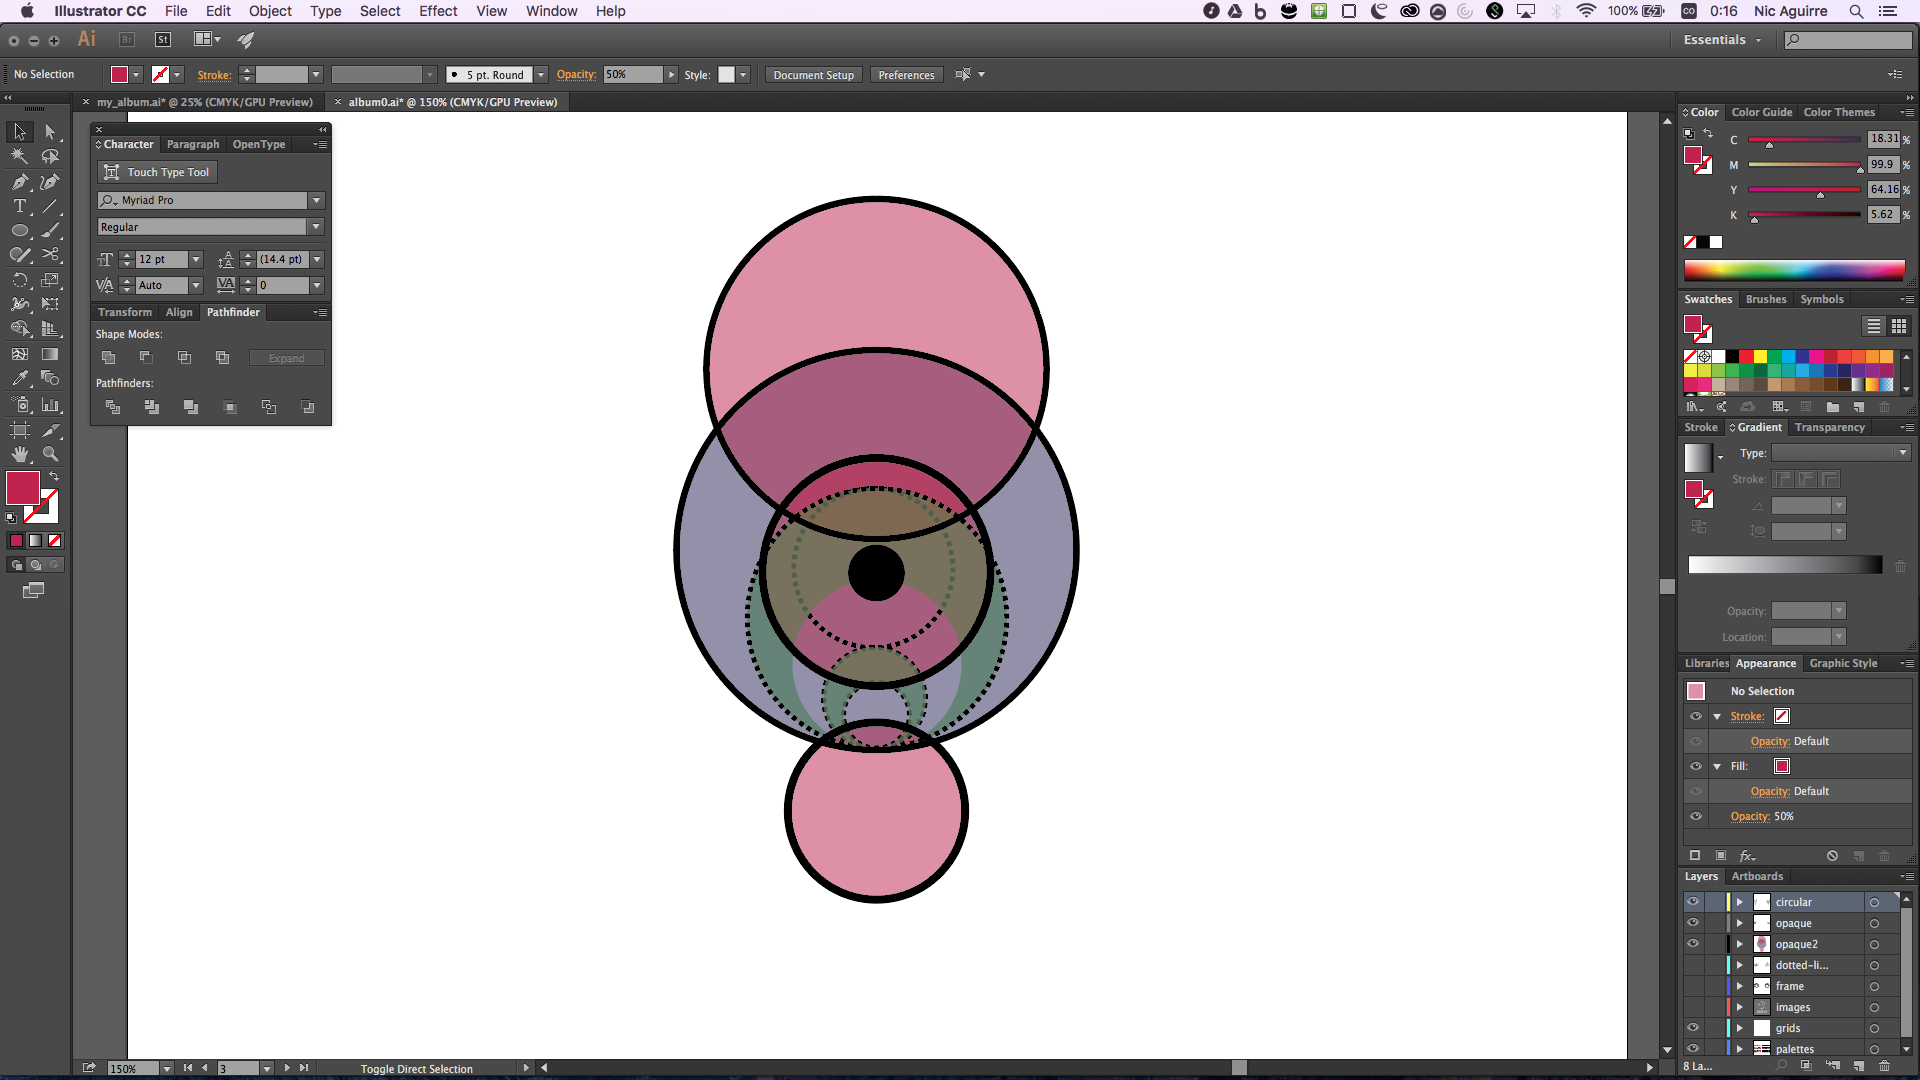 Illustrator CC File Edit Object Type Select Effect View Window Help 100% 0:16 Nic Aguirre
Ai Br St Essentials
No Selection Stroke: 5 pt. Round Opacity: 50% Style: Document Setup Preferences
my_album.ai* @ 25% (CMYK/GPU Preview) album0.ai* @ 150% (CMYK/GPU Preview)
Character Paragraph OpenType
Touch Type Tool
Myriad Pro
Regular
12 pt (14.4 pt)
Auto 0
Transform Align Pathfinder
Shape Modes:
Expand
Pathfinders:
Color Color Guide Color Themes
C 18.31 %
M 99.9 %
Y 64.16 %
K 5.62 %
Swatches Brushes Symbols
Stroke Gradient Transparency
Type:
Stroke:
Opacity:
Location:
Libraries Appearance Graphic Style
No Selection
Stroke:
Opacity: Default
Fill:
Opacity: Default
Opacity: 50%
fx
Layers Artboards
circular
opaque
opaque2
dotted-li...
frame
images
grids
palettes
8 La...
150% 3 Toggle Direct Selection